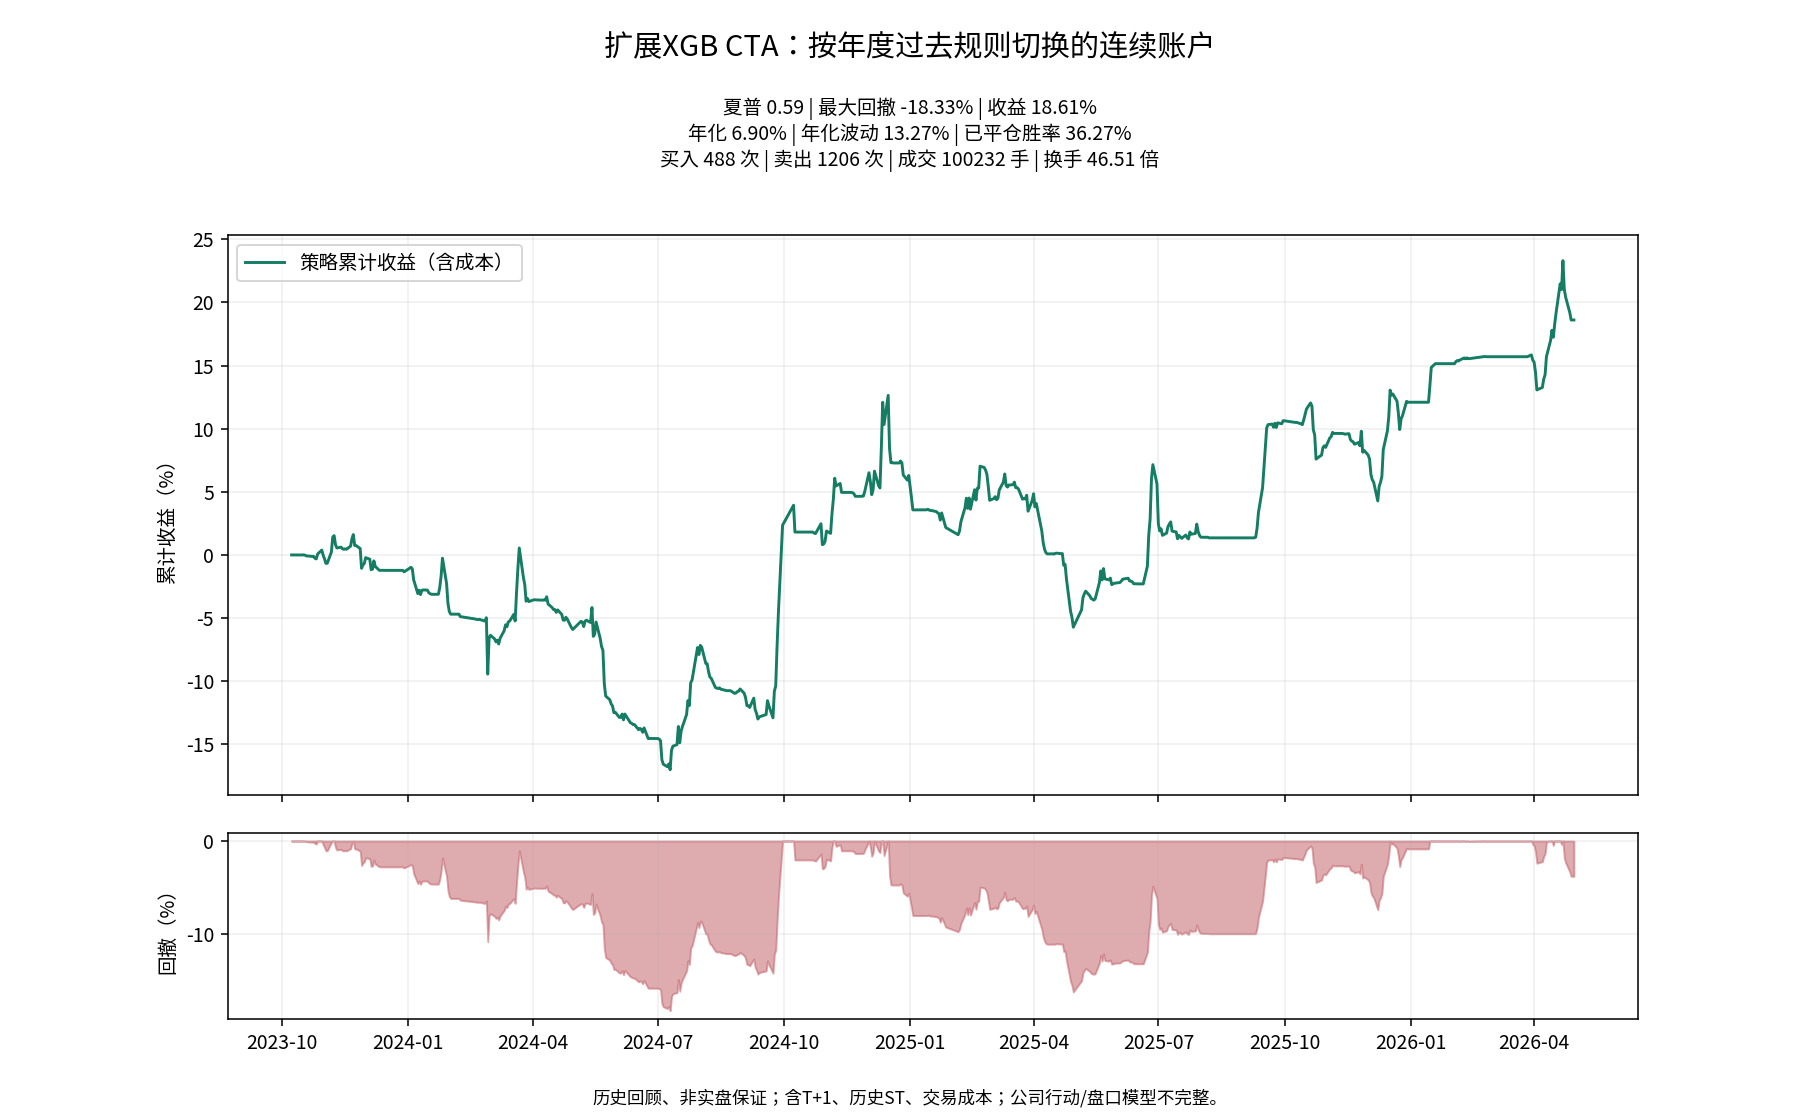 扩展XGB CTA：按年度过去规则切换的连续账户
夏普 0.59 | 最大回撤 -18.33% | 收益 18.61%
年化 6.90% | 年化波动 13.27% | 已平仓胜率 36.27%
买入 488 次 | 卖出 1206 次 | 成交 100232 手 | 换手 46.51 倍
策略累计收益（含成本）
累计收益（%）
25
20
15
10
5
0
-5
-10
-15
回撤（%）
0
-10
2023-10 2024-01 2024-04 2024-07 2024-10 2025-01 2025-04 2025-07 2025-10 2026-01 2026-04
历史回顾、非实盘保证；含T+1、历史ST、交易成本；公司行动/盘口模型不完整。